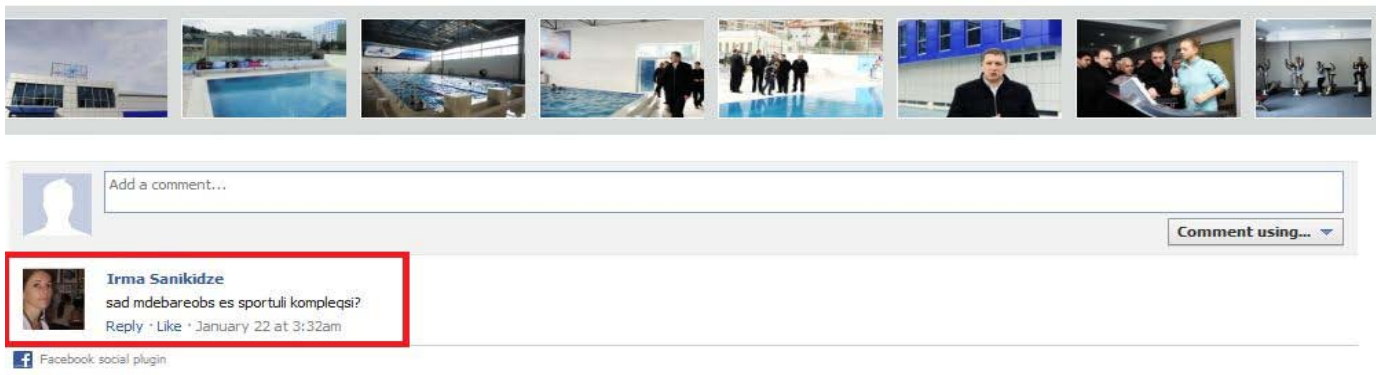 Add a comment...
Comment using...
Irma Sanikidze
sad mdebareobs es sportuli kompleqsi?
Reply · Like · January 22 at 3:32am
Facebook social plugin